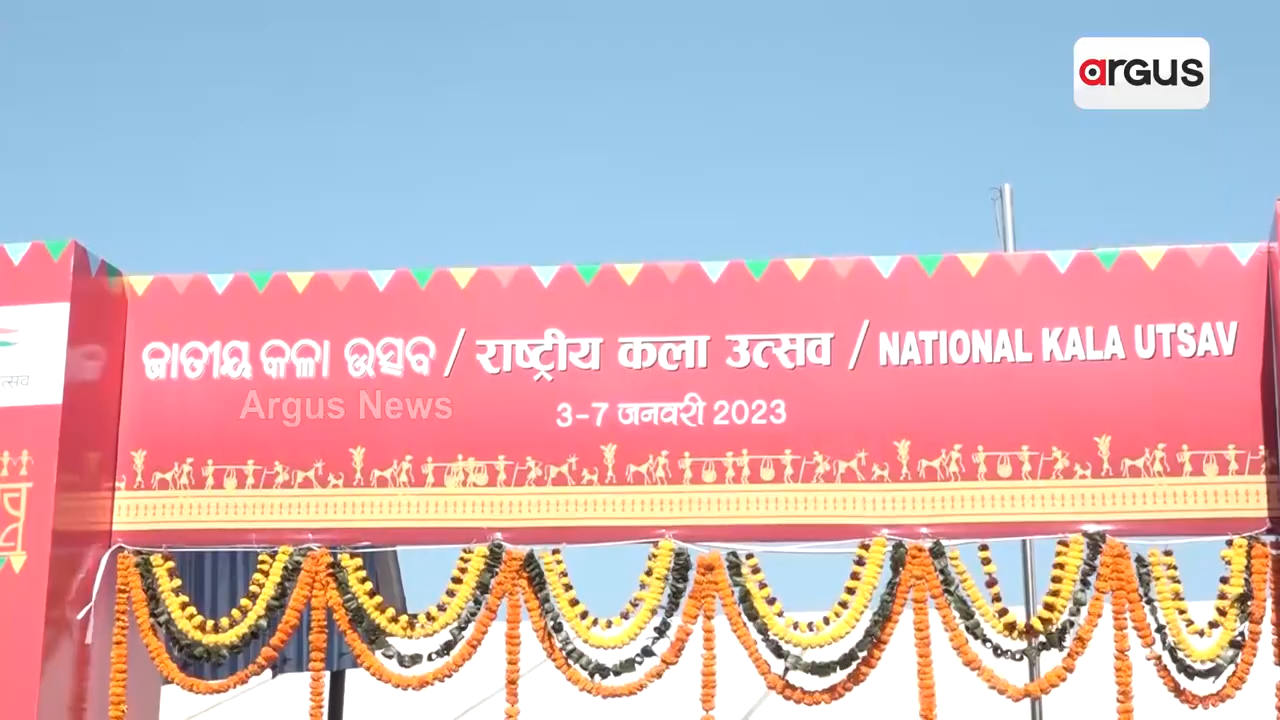 argus
ଜାତୀୟ କଳା ଉତ୍ସବ / राष्ट्रीय कला उत्सव / NATIONAL KALA UTSAV
Argus News
3-7 जनवरी 2023